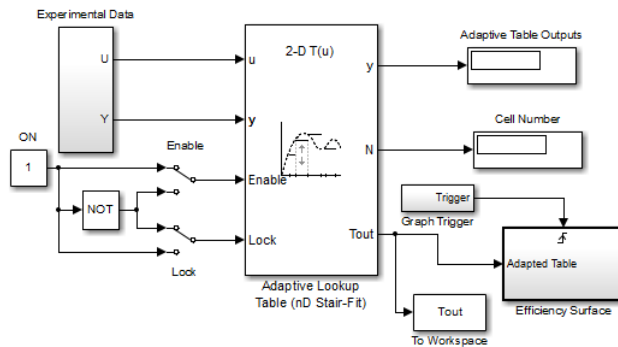 Experimental Data
U
Y
ON
1
NOT
Enable
Lock
2-D T(u)
u
y
Enable
Lock
y
N
Tout
Adaptive Lookup
Table (nD Stair-Fit)
Adaptive Table Outputs
Cell Number
Trigger
Graph Trigger
Adapted Table
Efficiency Surface
Tout
To Workspace